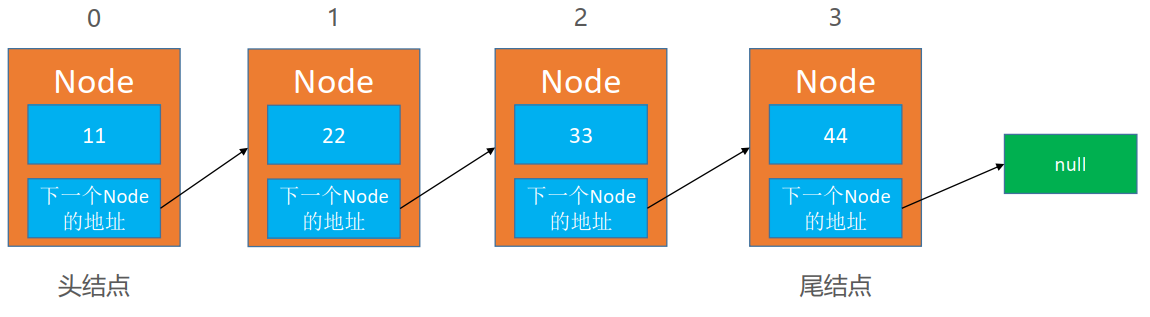 0
1
2
3
Node
11
下一个Node
的地址
Node
22
下一个Node
的地址
Node
33
下一个Node
的地址
Node
44
下一个Node
的地址
null
头结点
尾结点